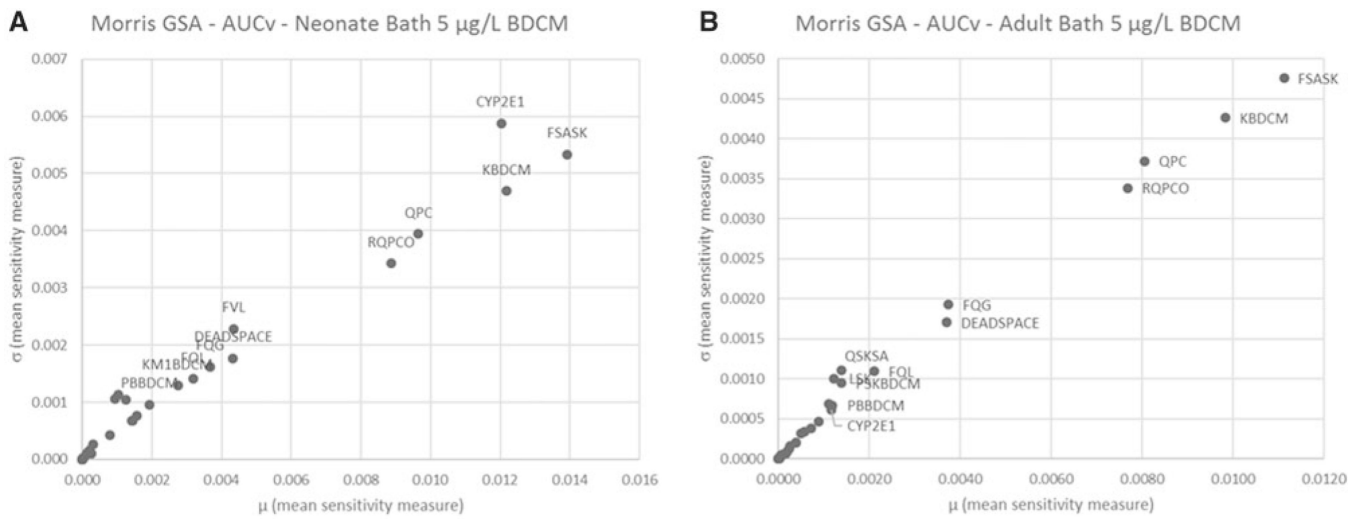 A
Morris GSA - AUCv - Neonate Bath 5 µg/L BDCM
0.007
0.006
0.005
0.004
0.003
0.002
0.001
0.000
σ (mean sensitivity measure)
CYP2E1
FSASK
KBDCM
QPC
RQPCO
FVL
DEADSPACE
FQG
FQL
KM1BDCM
PBBDCM
0.000 0.002 0.004 0.006 0.008 0.010 0.012 0.014 0.016
µ (mean sensitivity measure)
B
Morris GSA - AUCv - Adult Bath 5 µg/L BDCM
0.0050
0.0045
0.0040
0.0035
0.0030
0.0025
0.0020
0.0015
0.0010
0.0005
0.0000
σ (mean sensitivity measure)
FSASK
KBDCM
QPC
RQPCO
FQG
DEADSPACE
QSKSA
FQL
LSK
PSKBDCM
PBBDCM
CYP2E1
0.0000 0.0020 0.0040 0.0060 0.0080 0.0100 0.0120
µ (mean sensitivity measure)